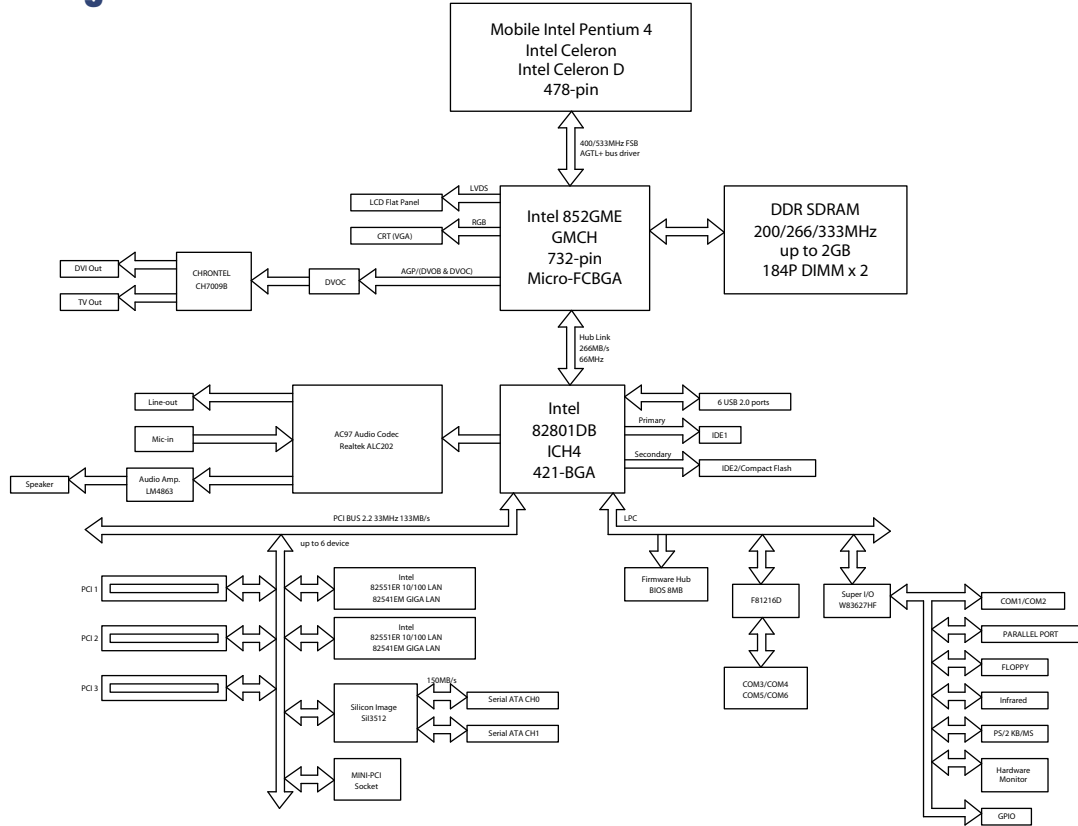 Mobile Intel Pentium 4
Intel Celeron
Intel Celeron D
478-pin
400/533MHz FSB
AGTL+ bus driver
LVDS
LCD Flat Panel
RGB
CRT (VGA)
Intel 852GME
GMCH
732-pin
Micro-FCBGA
DDR SDRAM
200/266/333MHz
up to 2GB
184P DIMM x 2
DVI Out
TV Out
CHRONTEL
CH7009B
DVOC
AGP/(DVOB & DVOC)
Hub Link
266MB/s
66MHz
Line-out
Mic-in
Speaker
Audio Amp.
LM4863
AC97 Audio Codec
Realtek ALC202
Intel
82801DB
ICH4
421-BGA
6 USB 2.0 ports
Primary
IDE1
Secondary
IDE2/Compact Flash
PCI BUS 2.2 33MHz 133MB/s
up to 6 device
LPC
PCI 1
PCI 2
PCI 3
Intel
82551ER 10/100 LAN
82541EM GIGA LAN
Intel
82551ER 10/100 LAN
82541EM GIGA LAN
Silicon Image
SiI3512
150MB/s
Serial ATA CH0
Serial ATA CH1
MINI-PCI
Socket
Firmware Hub
BIOS 8MB
F81216D
COM3/COM4
COM5/COM6
Super I/O
W83627HF
COM1/COM2
PARALLEL PORT
FLOPPY
Infrared
PS/2 KB/MS
Hardware
Monitor
GPIO